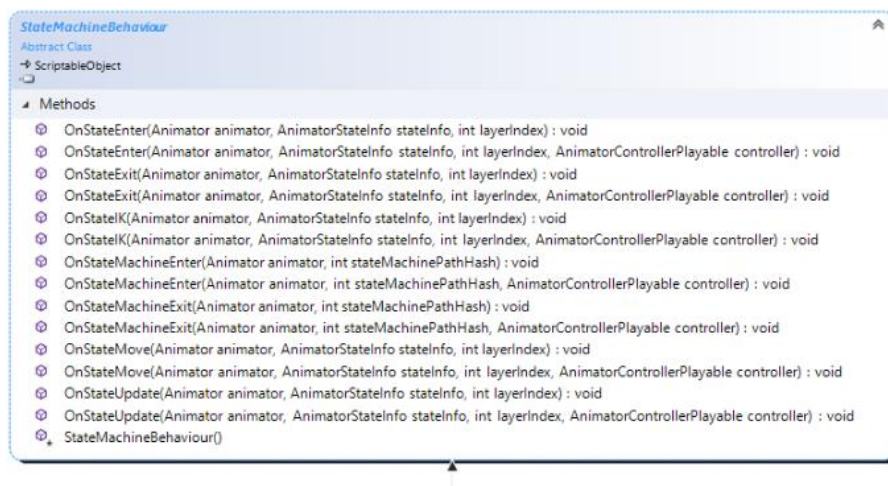 StateMachineBehaviour
Abstract Class
ScriptableObject
Methods
OnStateEnter(Animator animator, AnimatorStateInfo stateInfo, int layerIndex) : void
OnStateEnter(Animator animator, AnimatorStateInfo stateInfo, int layerIndex, AnimatorControllerPlayable controller) : void
OnStateExit(Animator animator, AnimatorStateInfo stateInfo, int layerIndex) : void
OnStateExit(Animator animator, AnimatorStateInfo stateInfo, int layerIndex, AnimatorControllerPlayable controller) : void
OnStateIK(Animator animator, AnimatorStateInfo stateInfo, int layerIndex) : void
OnStateIK(Animator animator, AnimatorStateInfo stateInfo, int layerIndex, AnimatorControllerPlayable controller) : void
OnStateMachineEnter(Animator animator, int stateMachinePathHash) : void
OnStateMachineEnter(Animator animator, int stateMachinePathHash, AnimatorControllerPlayable controller) : void
OnStateMachineExit(Animator animator, int stateMachinePathHash) : void
OnStateMachineExit(Animator animator, int stateMachinePathHash, AnimatorControllerPlayable controller) : void
OnStateMove(Animator animator, AnimatorStateInfo stateInfo, int layerIndex) : void
OnStateMove(Animator animator, AnimatorStateInfo stateInfo, int layerIndex, AnimatorControllerPlayable controller) : void
OnStateUpdate(Animator animator, AnimatorStateInfo stateInfo, int layerIndex) : void
OnStateUpdate(Animator animator, AnimatorStateInfo stateInfo, int layerIndex, AnimatorControllerPlayable controller) : void
StateMachineBehaviour()